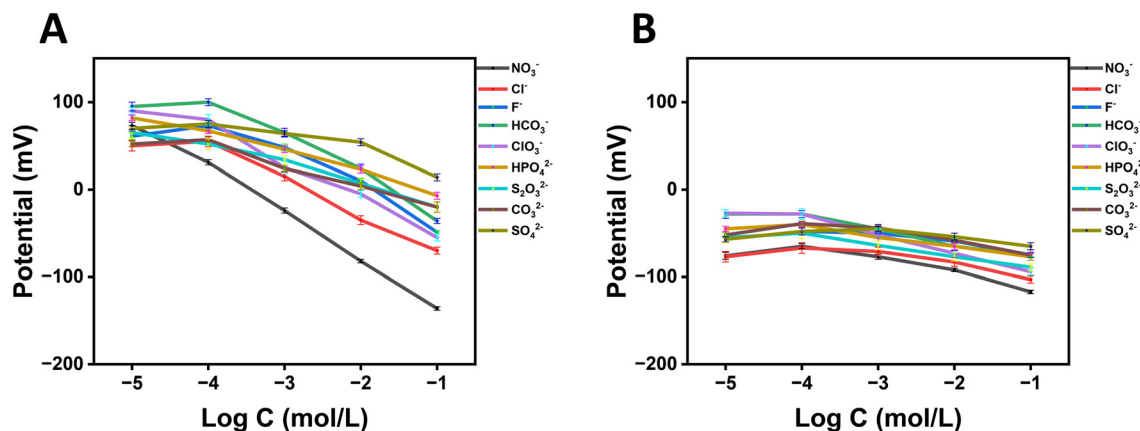 A
Potential (mV)
100
0
−100
−200
−5
−4
−3
−2
−1
Log C (mol/L)
NO₃⁻
Cl⁻
F⁻
HCO₃⁻
ClO₃⁻
HPO₄²⁻
S₂O₃²⁻
CO₃²⁻
SO₄²⁻
B
Potential (mV)
100
0
−100
−200
−5
−4
−3
−2
−1
Log C (mol/L)
NO₃⁻
Cl⁻
F⁻
HCO₃⁻
ClO₃⁻
HPO₄²⁻
S₂O₃²⁻
CO₃²⁻
SO₄²⁻